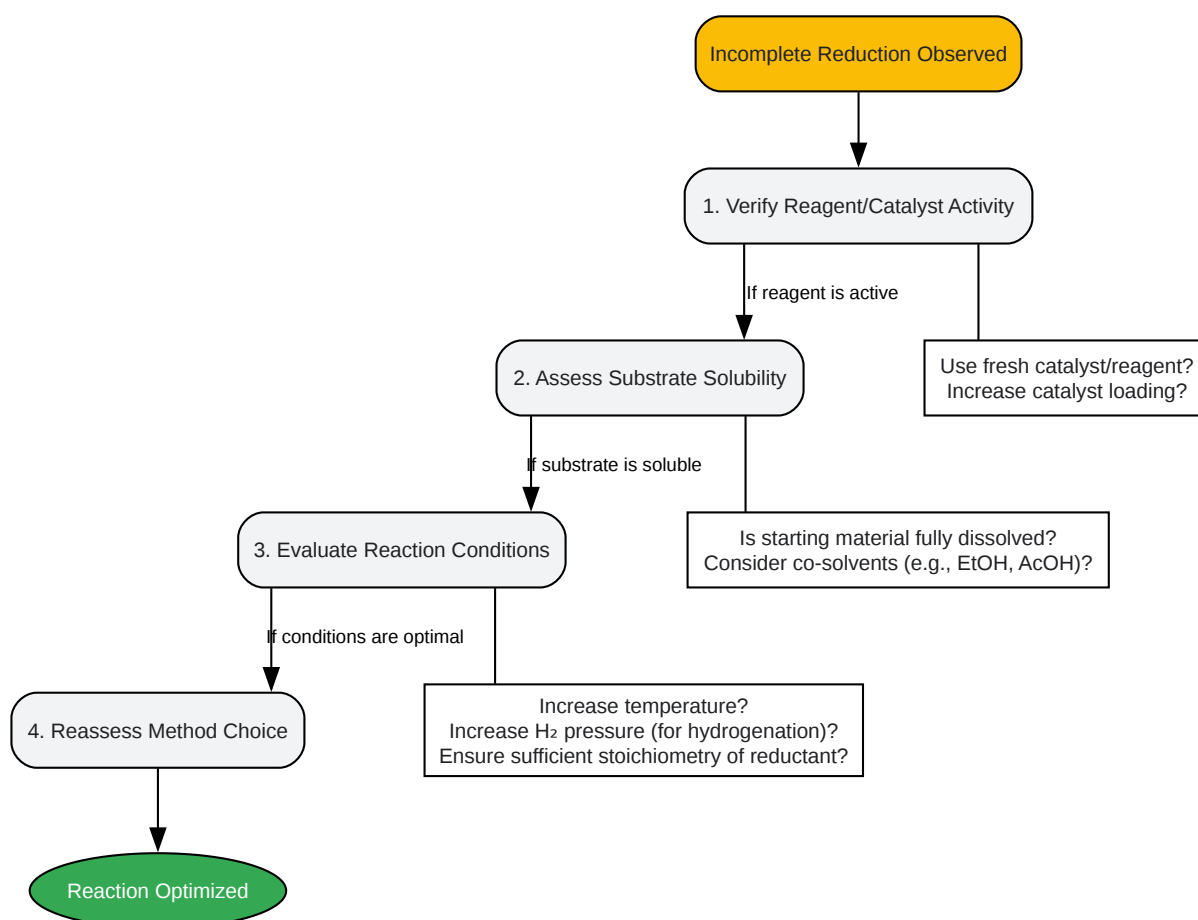 Incomplete Reduction Observed
1. Verify Reagent/Catalyst Activity
If reagent is active
Use fresh catalyst/reagent?
Increase catalyst loading?
2. Assess Substrate Solubility
If substrate is soluble
Is starting material fully dissolved?
Consider co-solvents (e.g., EtOH, AcOH)?
3. Evaluate Reaction Conditions
If conditions are optimal
Increase temperature?
Increase H₂ pressure (for hydrogenation)?
Ensure sufficient stoichiometry of reductant?
4. Reassess Method Choice
Reaction Optimized